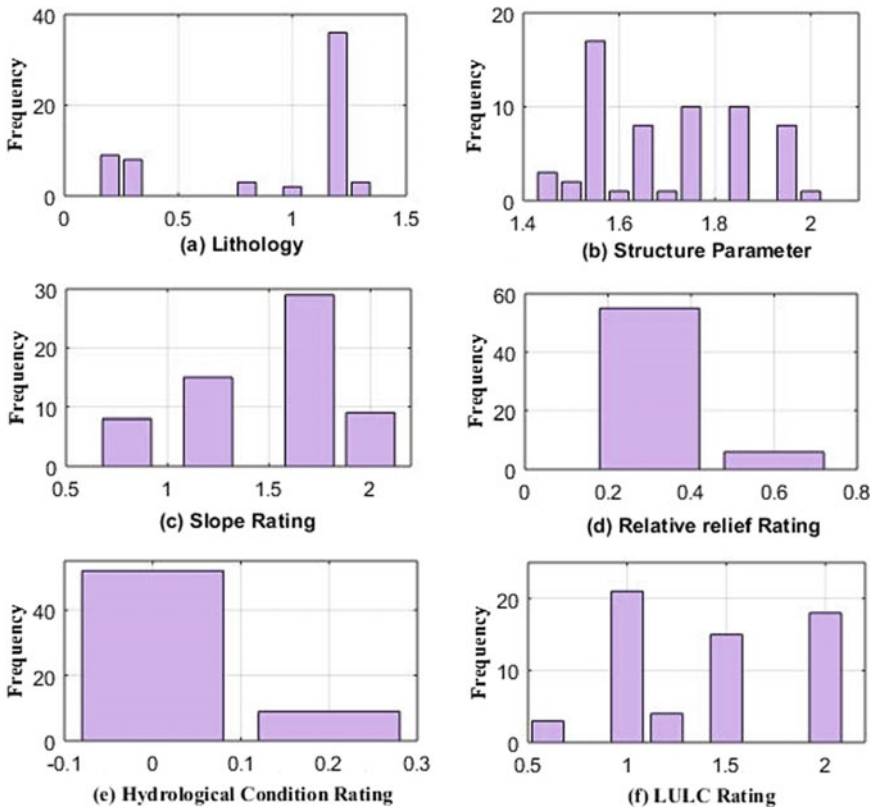 40
20
0
Frequency
0 0.5 1 1.5
(a) Lithology
20
10
0
Frequency
1.4 1.6 1.8 2
(b) Structure Parameter
30
20
10
0
Frequency
0.5 1 1.5 2
(c) Slope Rating
60
40
20
0
Frequency
0 0.2 0.4 0.6 0.8
(d) Relative relief Rating
40
20
0
Frequency
-0.1 0 0.1 0.2 0.3
(e) Hydrological Condition Rating
20
10
0
Frequency
0.5 1 1.5 2
(f) LULC Rating